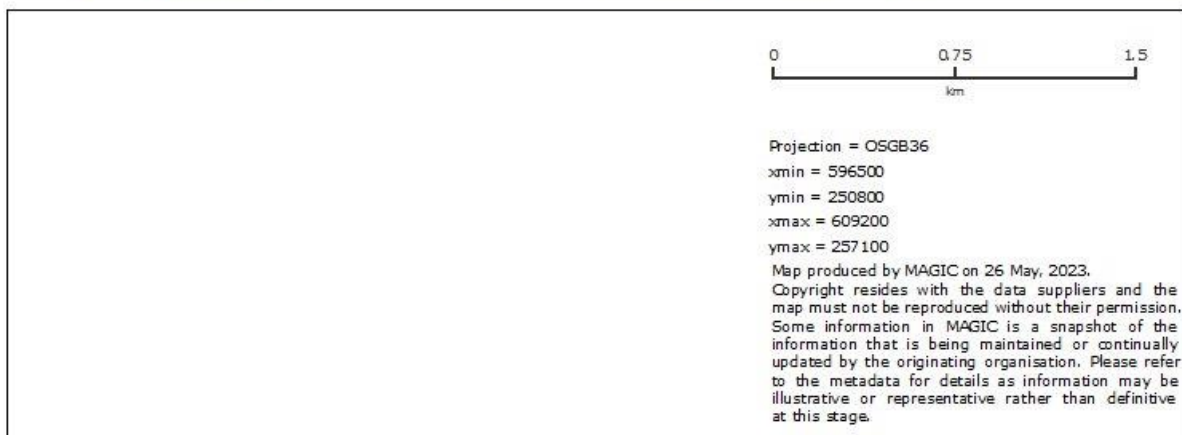 0 0.75 1.5
km
Projection = OSGB36
xmin = 596500
ymin = 250800
xmax = 609200
ymax = 257100
Map produced by MAGIC on 26 May, 2023.
Copyright resides with the data suppliers and the
map must not be reproduced without their permission.
Some information in MAGIC is a snapshot of the
information that is being maintained or continually
updated by the originating organisation. Please refer
to the metadata for details as information may be
illustrative or representative rather than definitive
at this stage.